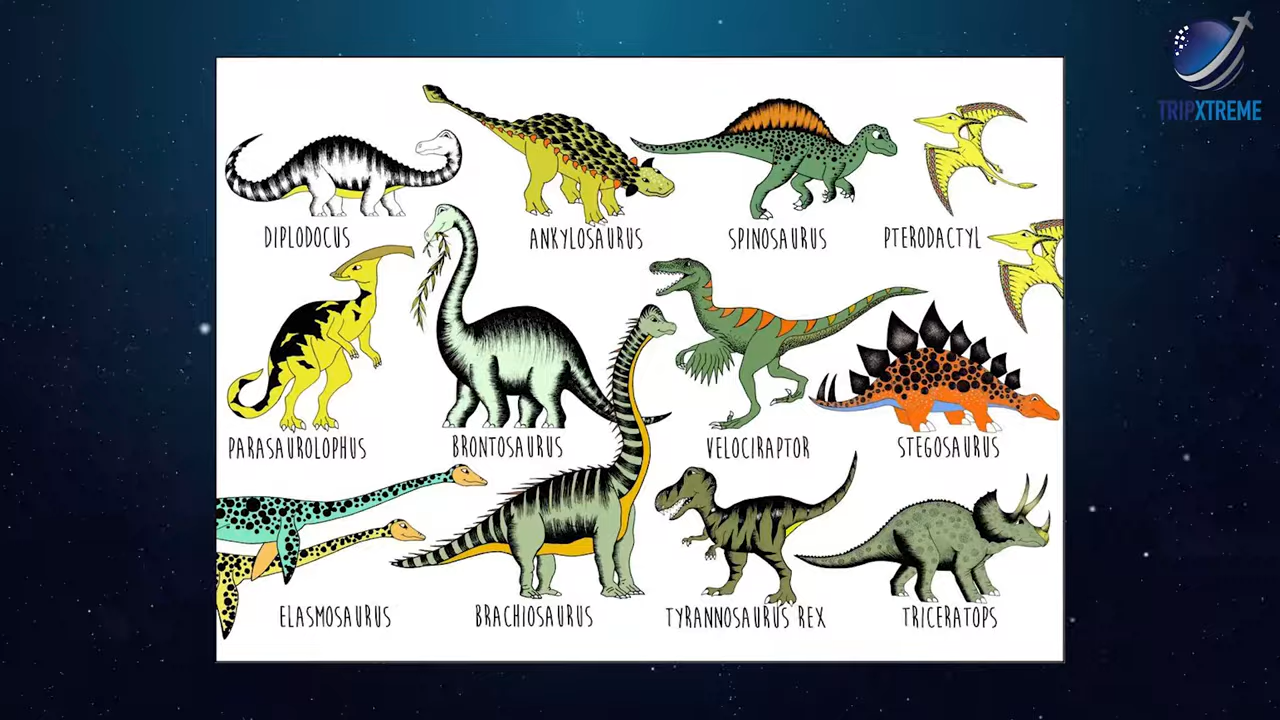 TRIPXTREME
DIPLODOCUS
ANKYLOSAURUS
SPINOSAURUS
PTERODACTYL
PARASAUROLOPHUS
BRONTOSAURUS
VELOCIRAPTOR
STEGOSAURUS
ELASMOSAURUS
BRACHIOSAURUS
TYRANNOSAURUS REX
TRICERATOPS